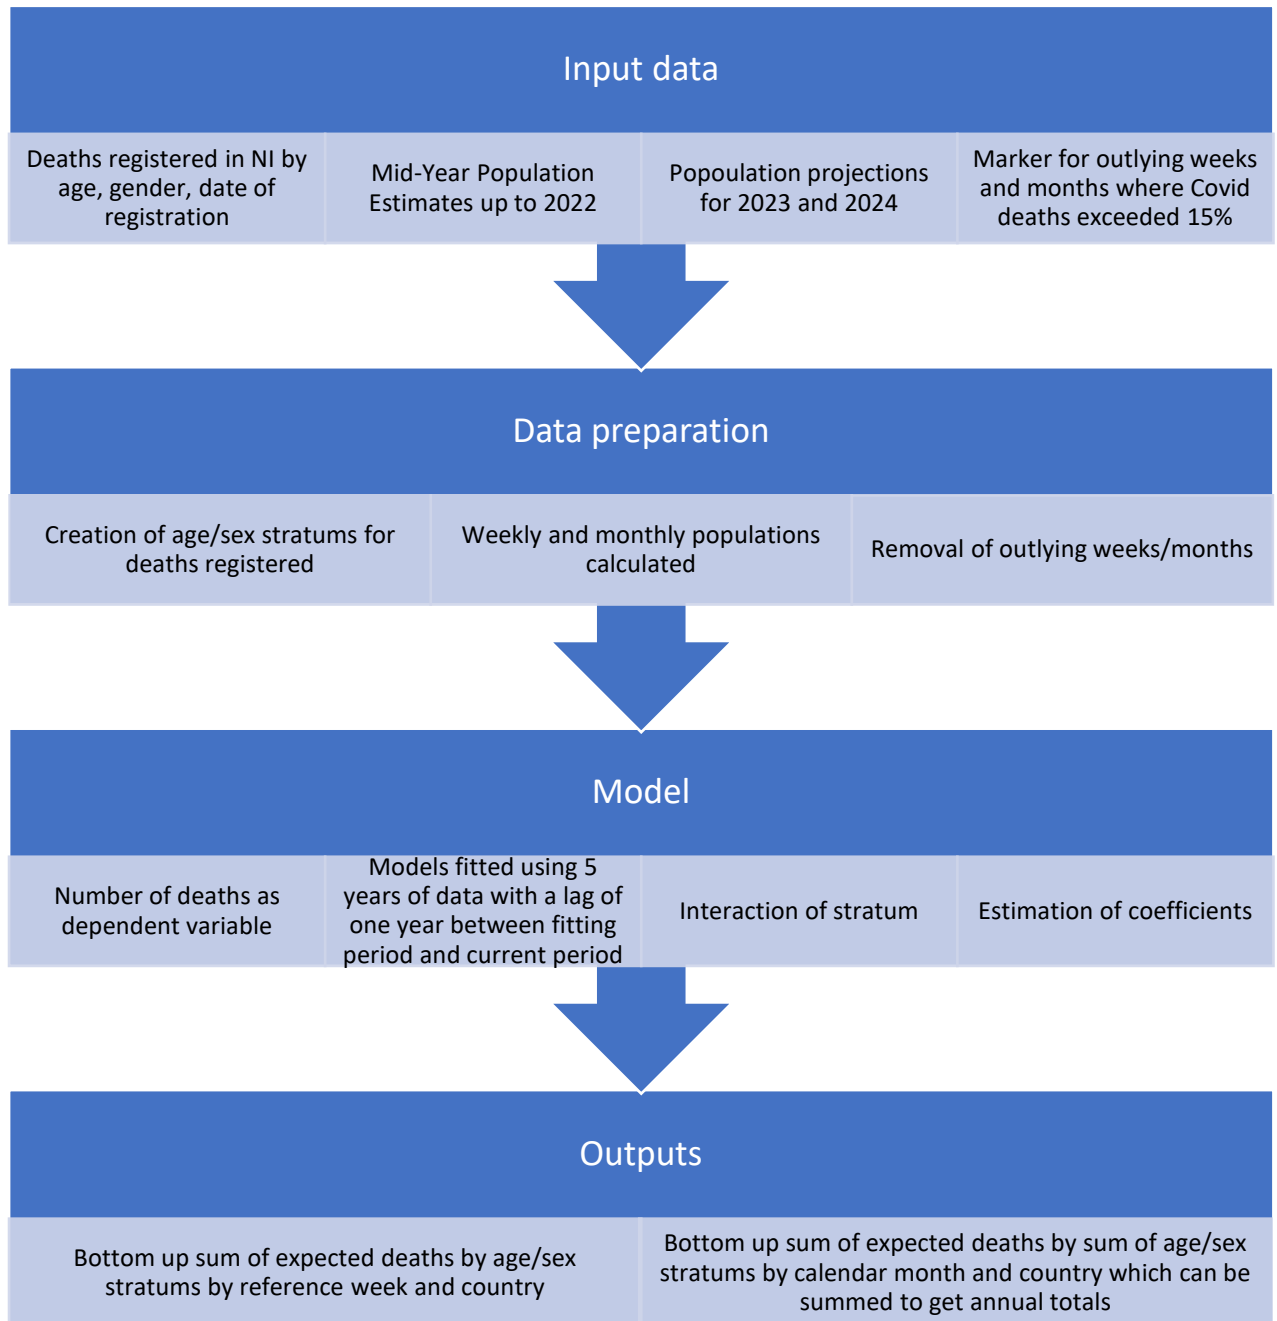 Input data
Deaths registered in NI by
age, gender, date of
registration
Mid-Year Population
Estimates up to 2022
Popoulation projections
for 2023 and 2024
Marker for outlying weeks
and months where Covid
deaths exceeded 15%
Data preparation
Creation of age/sex stratums for
deaths registered
Weekly and monthly populations
calculated
Removal of outlying weeks/months
Model
Number of deaths as
dependent variable
Models fitted using 5
years of data with a lag of
one year between fitting
period and current period
Interaction of stratum
Estimation of coefficients
Outputs
Bottom up sum of expected deaths by age/sex
stratums by reference week and country
Bottom up sum of expected deaths by sum of age/sex
stratums by calendar month and country which can be
summed to get annual totals